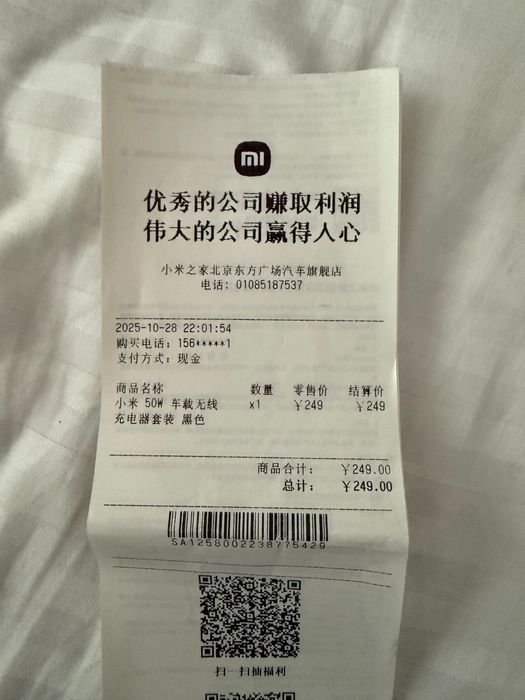 mi
优秀的公司赚取利润
伟大的公司赢得人心
小米之家北京东方广场汽车旗舰店
电话: 01085187537
2025-10-28 22:01:54
购买电话: 156*****1
支付方式: 现金
商品名称 数量 零售价 结算价
小米 50W 车载无线 x1 ￥249 ￥249
充电器套装 黑色
商品合计: ￥249.00
总计: ￥249.00
SA1258002238775429
扫一扫抽福利